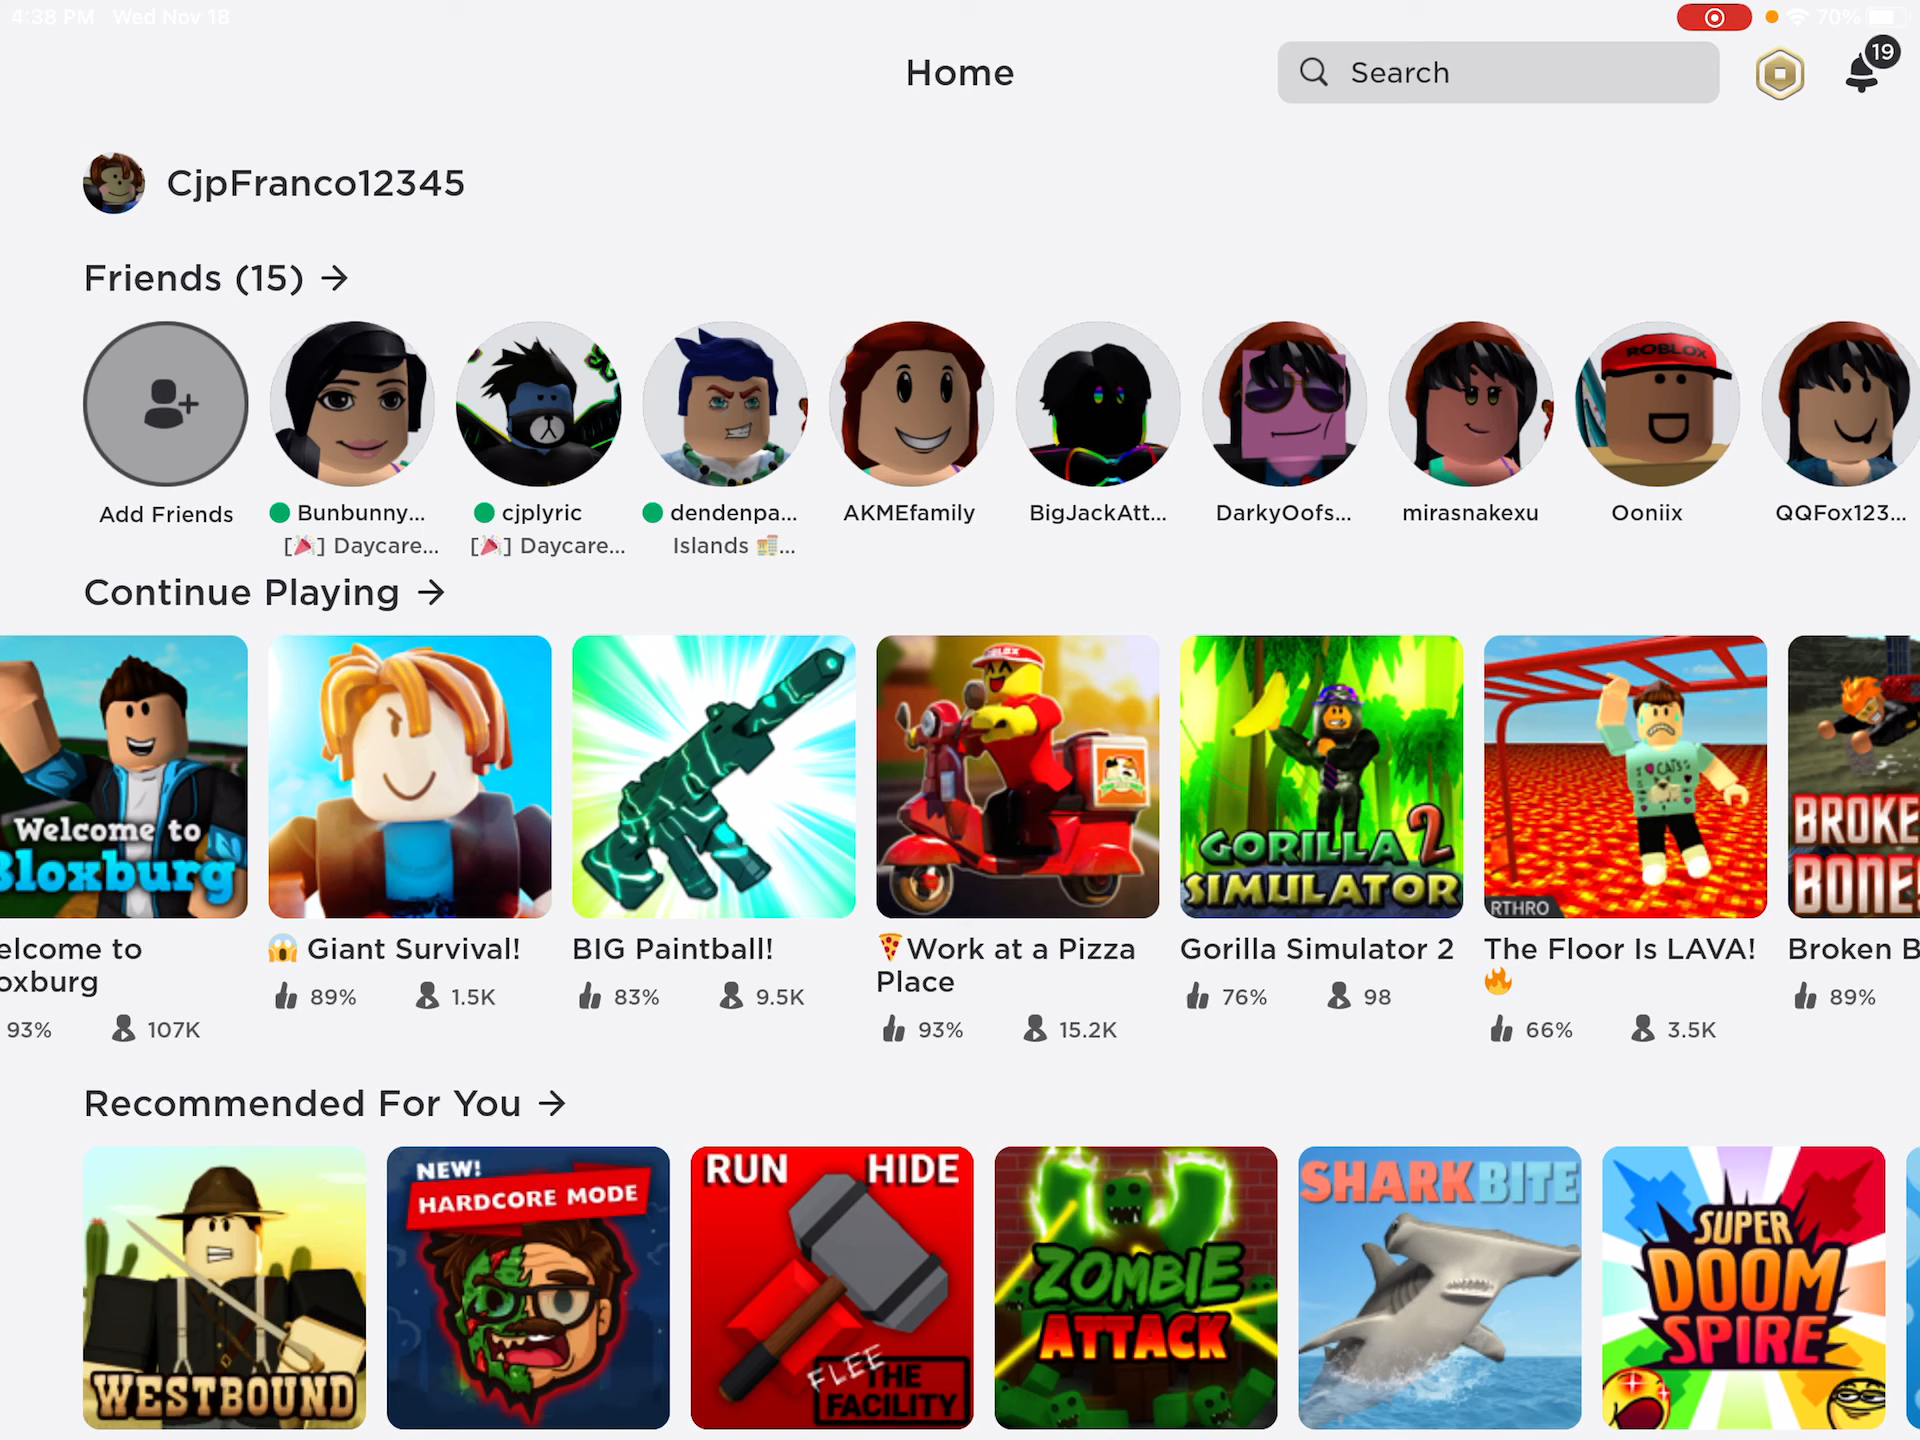 4:38 PM Wed Nov 18
70%
Home
Search
19
CjpFranco12345
Friends (15) →
ROBLOX
Add Friends
Bunbunny...
cjplyric
dendenpa...
AKMEfamily
BigJackAtt...
DarkyOofs...
mirasnakexu
Ooniix
QQFox123...
[🎉] Daycare...
[🎉] Daycare...
Islands 🏰...
Continue Playing →
Welcome to
Bloxburg
GORILLA 2
SIMULATOR
CATS
RTHRO
BROKE
BONE
elcome to
oxburg
93% 107K
😱 Giant Survival!
89% 1.5K
BIG Paintball!
83% 9.5K
🍕Work at a Pizza
Place
93% 15.2K
Gorilla Simulator 2
76% 98
The Floor Is LAVA!
🔥
66% 3.5K
Broken B
89%
Recommended For You →
WESTBOUND
NEW!
HARDCORE MODE
RUN HIDE
FLEE THE
FACILITY
ZOMBIE
ATTACK
SHARKBITE
SUPER
DOOM
SPIRE